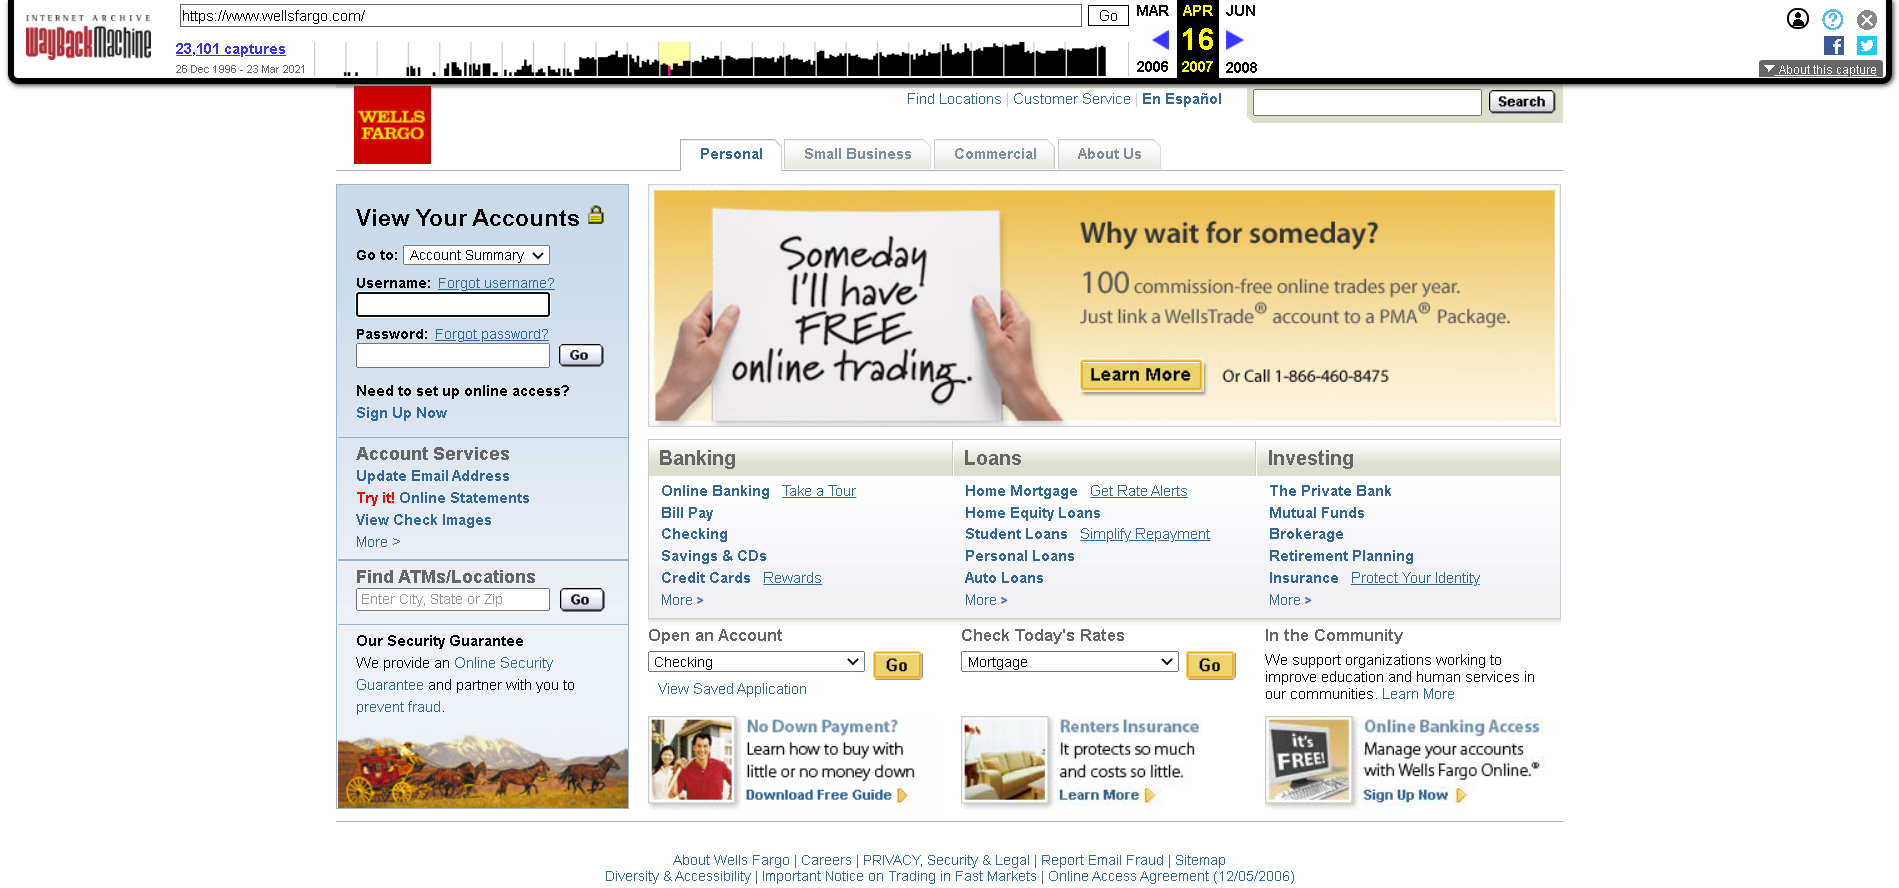 INTERNET ARCHIVE
WayBackMachine
https://www.wellsfargo.com/
Go
MAR APR JUN
23,101 captures
16
26 Dec 1996 - 23 Mar 2021
2006 2007 2008
About this capture
WELLS
FARGO
Find Locations | Customer Service | En Español
Search
Personal
Small Business
Commercial
About Us
View Your Accounts
Go to: Account Summary
Username: Forgot username?
Password: Forgot password?
Go
Need to set up online access?
Sign Up Now
Account Services
Update Email Address
Try it! Online Statements
View Check Images
More >
Find ATMs/Locations
Enter City, State or Zip
Go
Our Security Guarantee
We provide an Online Security
Guarantee and partner with you to
prevent fraud.
Someday
I'll have
FREE
online trading.
Why wait for someday?
100 commission-free online trades per year.
Just link a WellsTrade® account to a PMA® Package.
Learn More
Or Call 1-866-460-8475
Banking
Online Banking Take a Tour
Bill Pay
Checking
Savings & CDs
Credit Cards Rewards
More >
Loans
Home Mortgage Get Rate Alerts
Home Equity Loans
Student Loans Simplify Repayment
Personal Loans
Auto Loans
More >
Investing
The Private Bank
Mutual Funds
Brokerage
Retirement Planning
Insurance Protect Your Identity
More >
Open an Account
Checking
Go
View Saved Application
Check Today's Rates
Mortgage
Go
In the Community
We support organizations working to
improve education and human services in
our communities. Learn More
No Down Payment?
Learn how to buy with
little or no money down
Download Free Guide
Renters Insurance
It protects so much
and costs so little.
Learn More
it's
FREE!
Online Banking Access
Manage your accounts
with Wells Fargo Online.®
Sign Up Now
About Wells Fargo | Careers | PRIVACY, Security & Legal | Report Email Fraud | Sitemap
Diversity & Accessibility | Important Notice on Trading in Fast Markets | Online Access Agreement (12/05/2006)